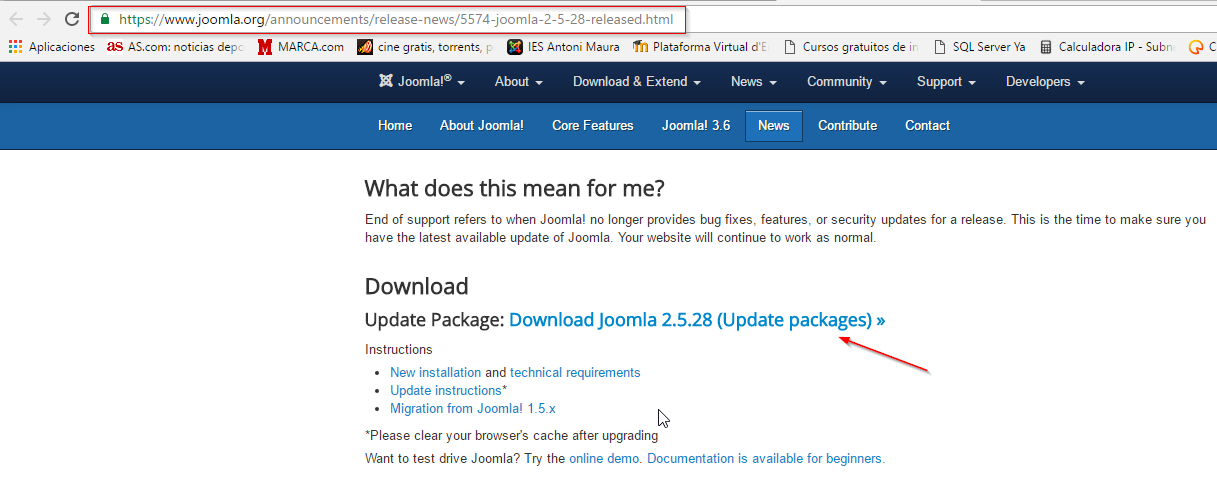 https://www.joomla.org/announcements/release-news/5574-joomla-2-5-28-released.html
Aplicaciones as AS.com: noticias depo M MARCA.com cine gratis, torrents, p IES Antoni Maura Plataforma Virtual d'E Cursos gratuitos de in SQL Server Ya Calculadora IP - Subn C
Joomla!® About Download & Extend News Community Support Developers
Home About Joomla! Core Features Joomla! 3.6 News Contribute Contact
What does this mean for me?
End of support refers to when Joomla! no longer provides bug fixes, features, or security updates for a release. This is the time to make sure you
have the latest available update of Joomla. Your website will continue to work as normal.
Download
Update Package: Download Joomla 2.5.28 (Update packages) »
Instructions
• New installation and technical requirements
• Update instructions*
• Migration from Joomla! 1.5.x
*Please clear your browser's cache after upgrading
Want to test drive Joomla? Try the online demo. Documentation is available for beginners.